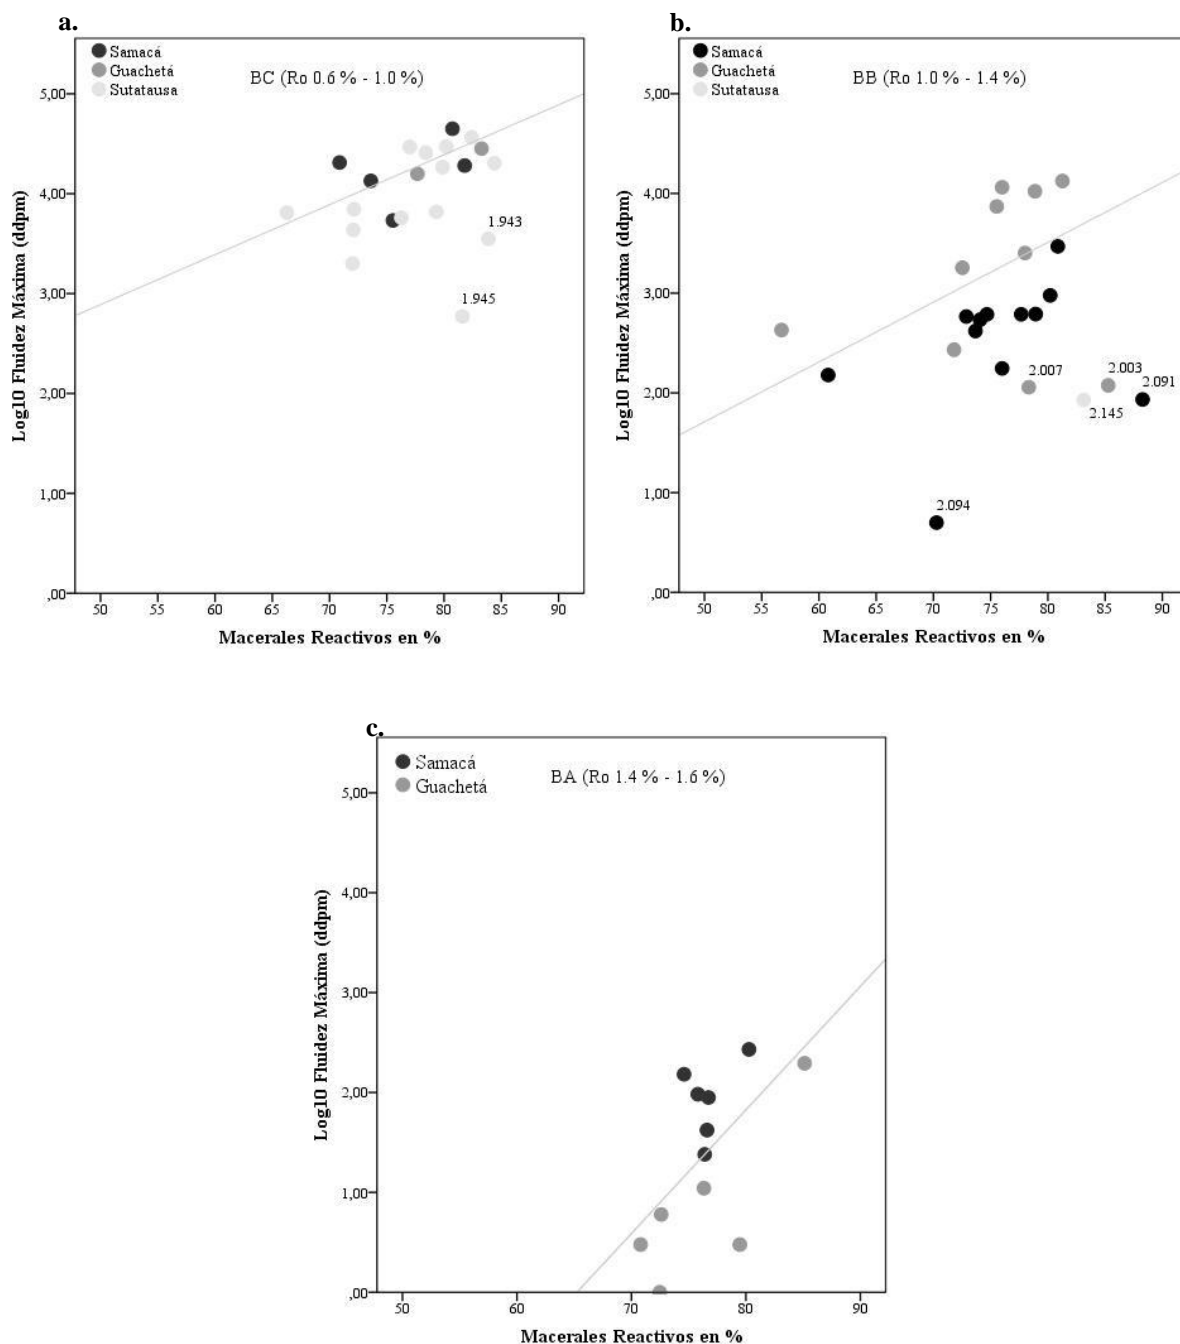 a.
Samacá
Guachetá
Sutatausa
BC (Ro 0.6 % - 1.0 %)
5,00
4,00
3,00
2,00
1,00
,00
1.943
1.945
Log10 Fluidez Máxima (ddpm)
50 55 60 65 70 75 80 85 90
Macerales Reactivos en %
b.
Samacá
Guachetá
Sutatausa
BB (Ro 1.0 % - 1.4 %)
5,00
4,00
3,00
2,00
1,00
,00
2.007
2.003
2.091
2.145
2.094
Log10 Fluidez Máxima (ddpm)
50 55 60 65 70 75 80 85 90
Macerales Reactivos en %
c.
Samacá
Guachetá
BA (Ro 1.4 % - 1.6 %)
5,00
4,00
3,00
2,00
1,00
,00
Log10 Fluidez Máxima (ddpm)
50 60 70 80 90
Macerales Reactivos en %